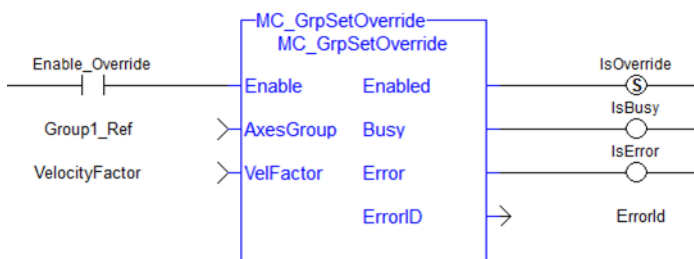 MC_GrpSetOverride
MC_GrpSetOverride
Enable_Override
IsOverride
Enable
Enabled
S
IsBusy
Group1_Ref
AxesGroup
Busy
IsError
VelocityFactor
VelFactor
Error
ErrorID
ErrorId